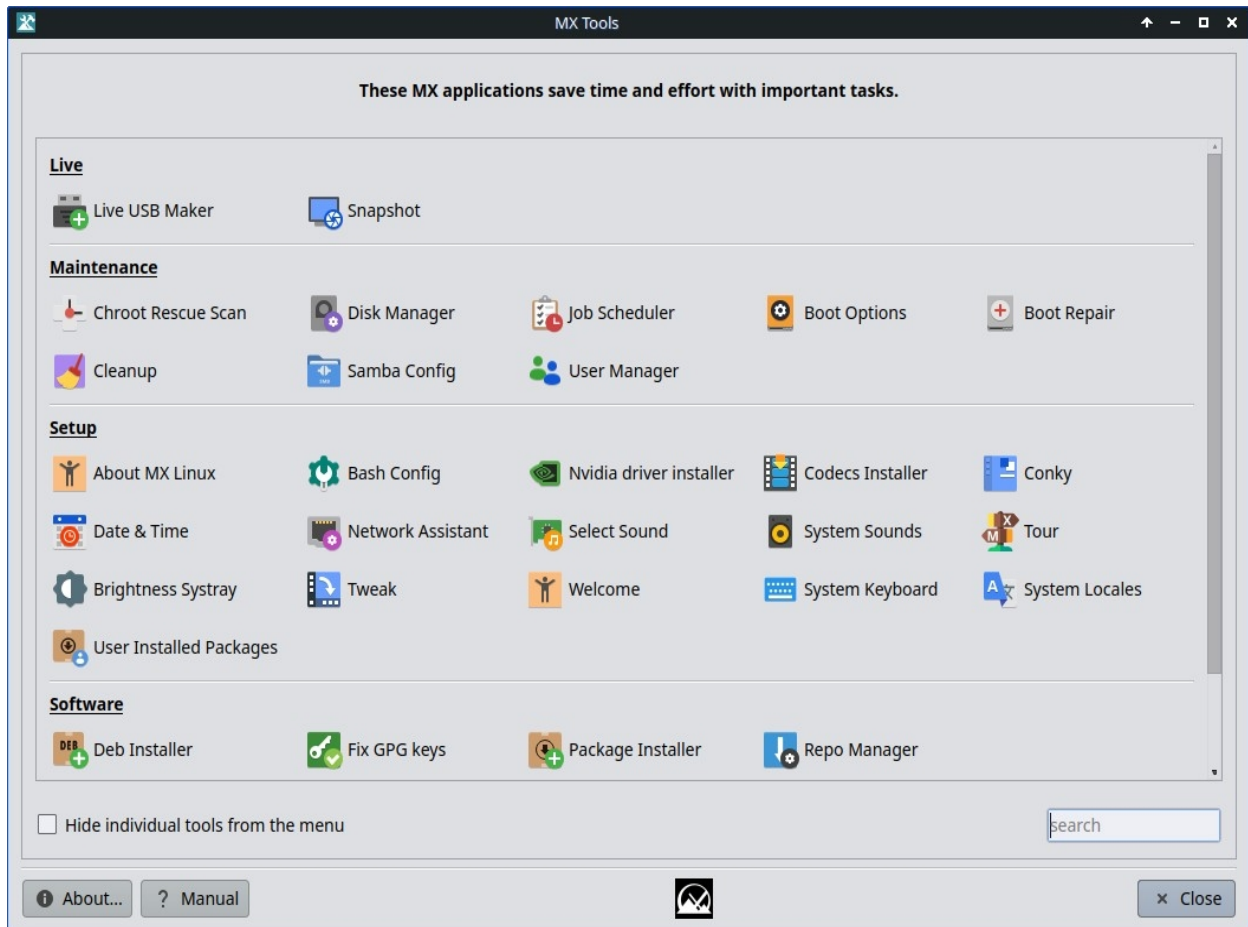 MX Tools
These MX applications save time and effort with important tasks.
Live
Live USB Maker Snapshot
Maintenance
Chroot Rescue Scan Disk Manager Job Scheduler Boot Options Boot Repair
Cleanup Samba Config User Manager
Setup
About MX Linux Bash Config Nvidia driver installer Codecs Installer Conky
Date & Time Network Assistant Select Sound System Sounds Tour
Brightness Systray Tweak Welcome System Keyboard System Locales
User Installed Packages
Software
Deb Installer Fix GPG keys Package Installer Repo Manager
Hide individual tools from the menu search
About... ? Manual Close